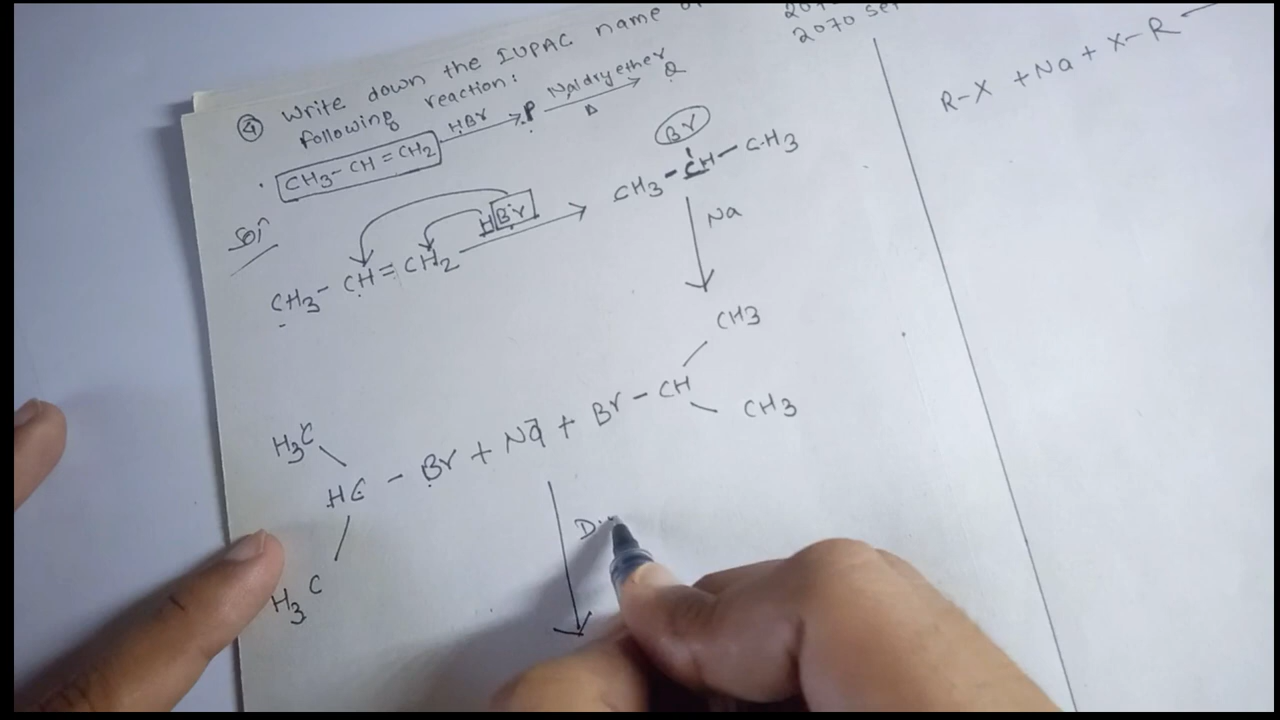 ④ Write down the IUPAC name
following reaction:
CH3-CH=CH2 HBr → P Na/dry ether Δ → Q
2070 set
R-X + Na + X-R
Solⁿ
CH3-CH=CH2 HBr →
Br
CH3-CH-CH3
Na
CH3
H3C
HC-Br + Na + Br-CH
CH3
H3C